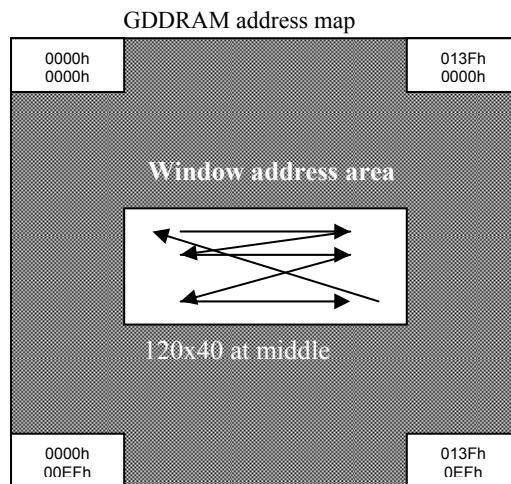 GDDRAM address map
0000h
0000h
013Fh
0000h
Window address area
120x40 at middle
0000h
00EFh
013Fh
0EFh